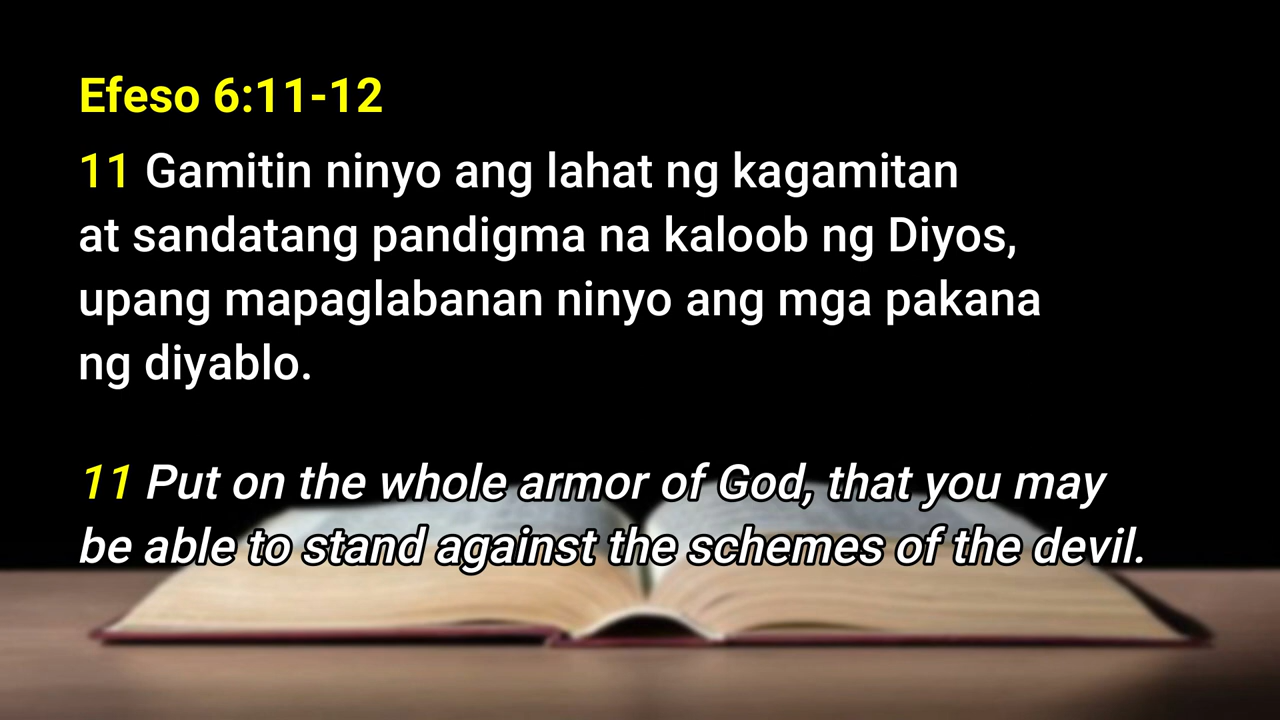 Efeso 6:11-12
11 Gamitin ninyo ang lahat ng kagamitan
at sandatang pandigma na kaloob ng Diyos,
upang mapaglabanan ninyo ang mga pakana
ng diyablo.
11 Put on the whole armor of God, that you may
be able to stand against the schemes of the devil.